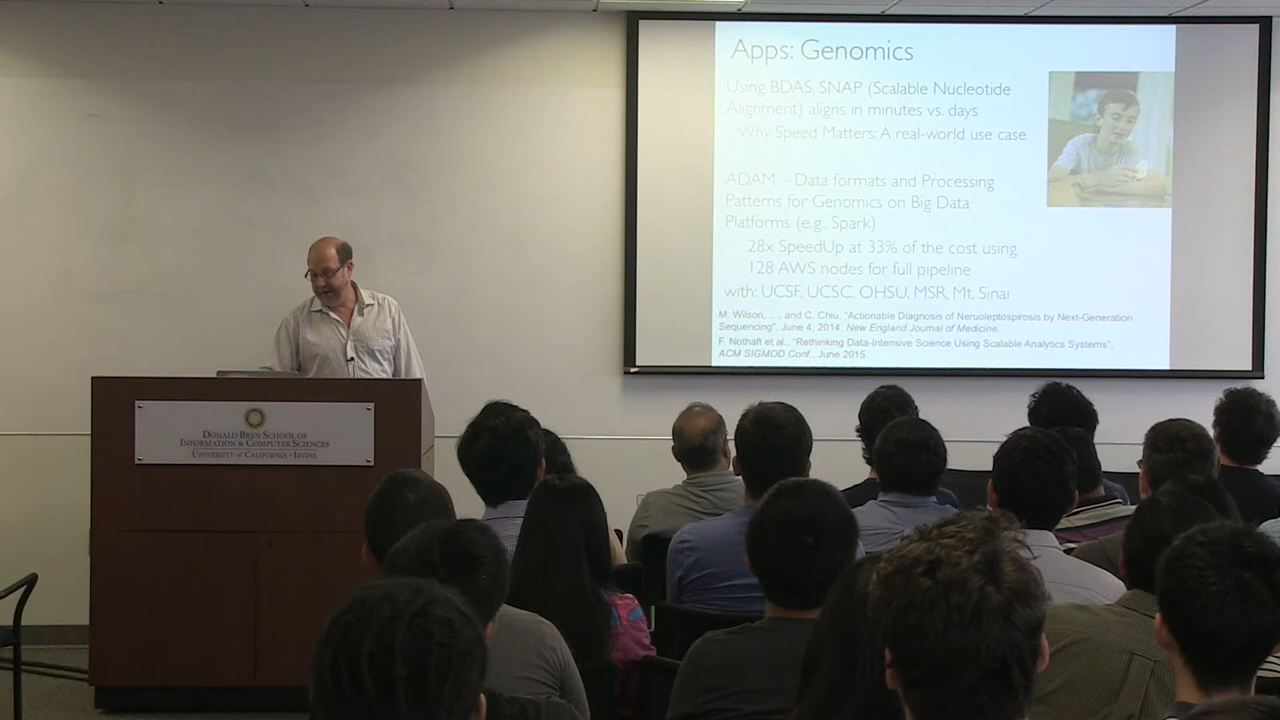 Apps: Genomics
Using BDAS, SNAP (Scalable Nucleotide
Alignment) aligns in minutes vs. days
Why Speed Matters: A real-world use case
ADAM – Data formats and Processing
Patterns for Genomics on Big Data
Platforms (e.g., Spark)
28x SpeedUp at 33% of the cost using
128 AWS nodes for full pipeline
with: UCSF, UCSC. OHSU, MSR, Mt. Sinai
M. Wilson, …, and C. Chiu, “Actionable Diagnosis of Neruoleptospirosis by Next-Generation
Sequencing”, June 4, 2014, New England Journal of Medicine.
F. Nothaft et al., “Rethinking Data-Intensive Science Using Scalable Analytics Systems”,
ACM SIGMOD Conf., June 2015.
DONALD BREN SCHOOL OF
INFORMATION & COMPUTER SCIENCES
UNIVERSITY of CALIFORNIA - IRVINE